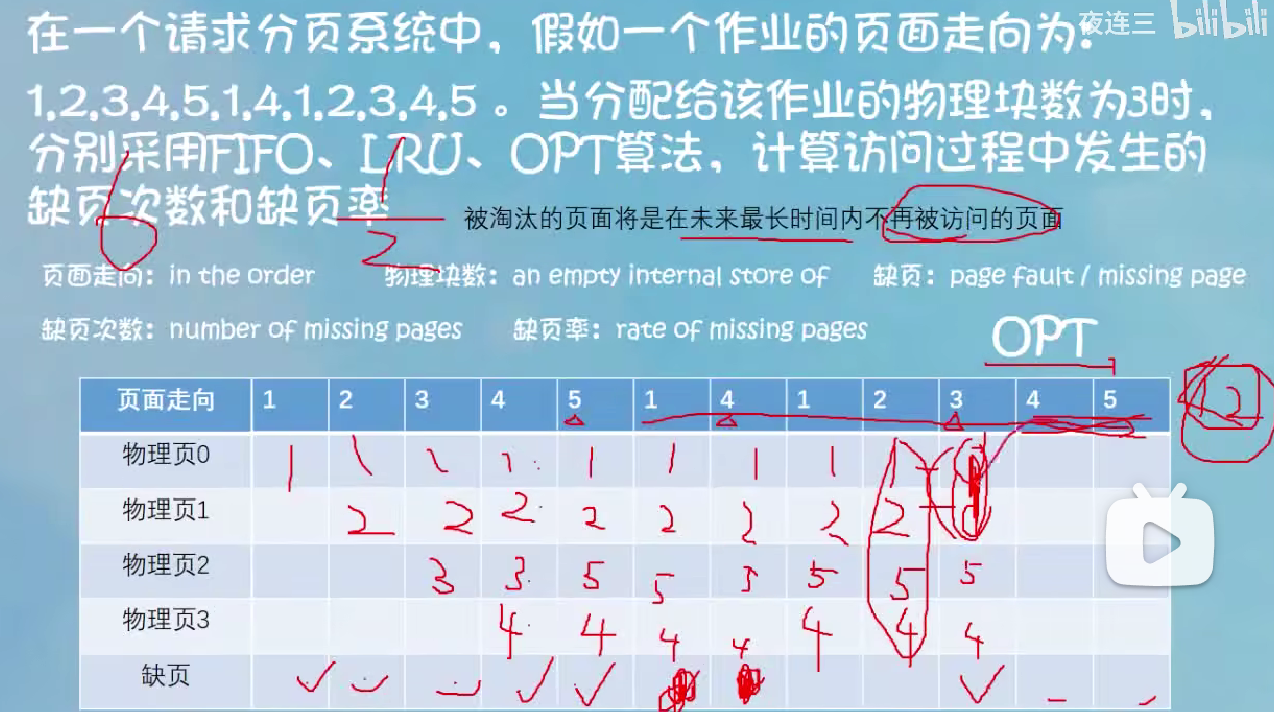 夜连三 bilibili
在一个请求分页系统中，假如一个作业的页面走向为：
1,2,3,4,5,1,4,1,2,3,4,5 。当分配给该作业的物理块数为3时，
分别采用FIFO、LRU、OPT算法，计算访问过程中发生的
缺页次数和缺页率
6 1
2
被淘汰的页面将是在未来最长时间内不再被访问的页面
页面走向：in the order 物理块数：an empty internal store of 缺页：page fault / missing page
缺页次数：number of missing pages 缺页率：rate of missing pages
OPT
页面走向 1 2 3 4 5 1 4 1 2 3 4 5
物理页0 1 1 1 1 1 1 1 1 1
物理页1 2 2 2 2 2 2 2 2
物理页2 3 3 5 5 5 5 5 5
物理页3 4 4 4 4 4 4 4
缺页